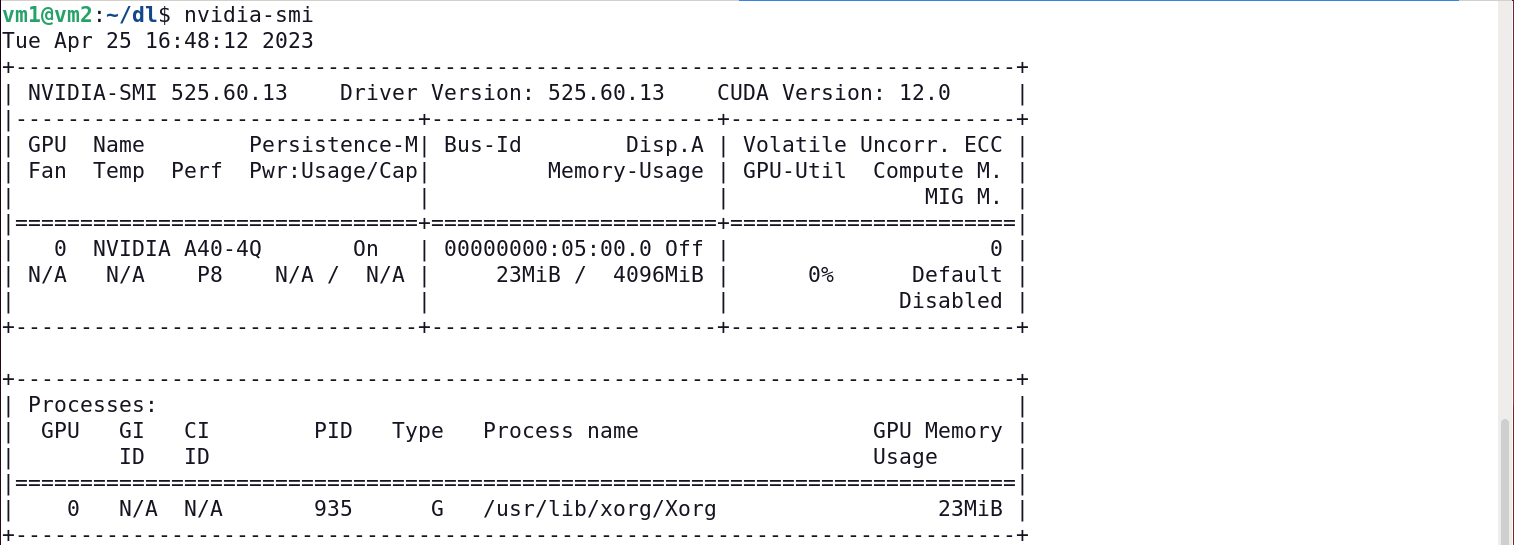 vm1@vm2:~/dl$ nvidia-smi
Tue Apr 25 16:48:12 2023
+-----------------------------------------------------------------------------+
| NVIDIA-SMI 525.60.13    Driver Version: 525.60.13    CUDA Version: 12.0     |
|-------------------------------+----------------------+----------------------+
| GPU  Name        Persistence-M| Bus-Id        Disp.A | Volatile Uncorr. ECC |
| Fan  Temp  Perf  Pwr:Usage/Cap|         Memory-Usage | GPU-Util  Compute M. |
|                               |                      |               MIG M. |
|===============================+======================+======================|
|   0  NVIDIA A40-4Q       On   | 00000000:05:00.0 Off |                    0 |
| N/A   N/A    P8    N/A /  N/A |     23MiB /  4096MiB |      0%      Default |
|                               |                      |             Disabled |
+-------------------------------+----------------------+----------------------+

+-----------------------------------------------------------------------------+
| Processes:                                                                  |
|  GPU   GI   CI        PID   Type   Process name                  GPU Memory |
|        ID   ID                                                   Usage      |
|=============================================================================|
|    0   N/A  N/A       935      G   /usr/lib/xorg/Xorg                 23MiB |
+-----------------------------------------------------------------------------+